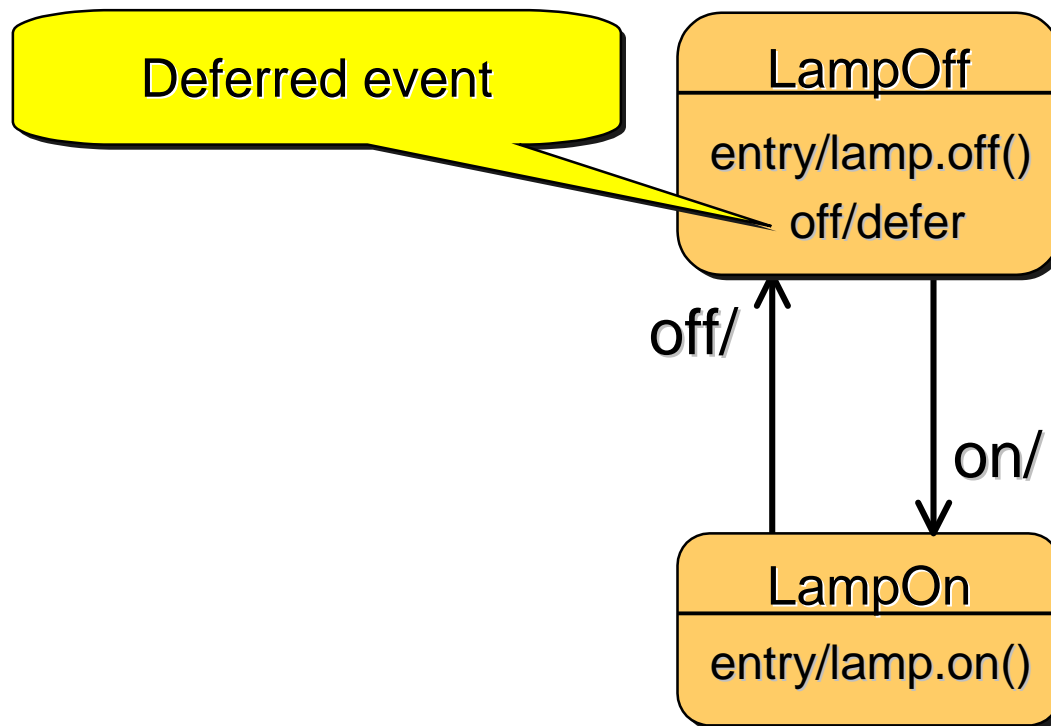 Deferred event
LampOff
entry/lamp.off()
off/defer
off/
on/
LampOn
entry/lamp.on()